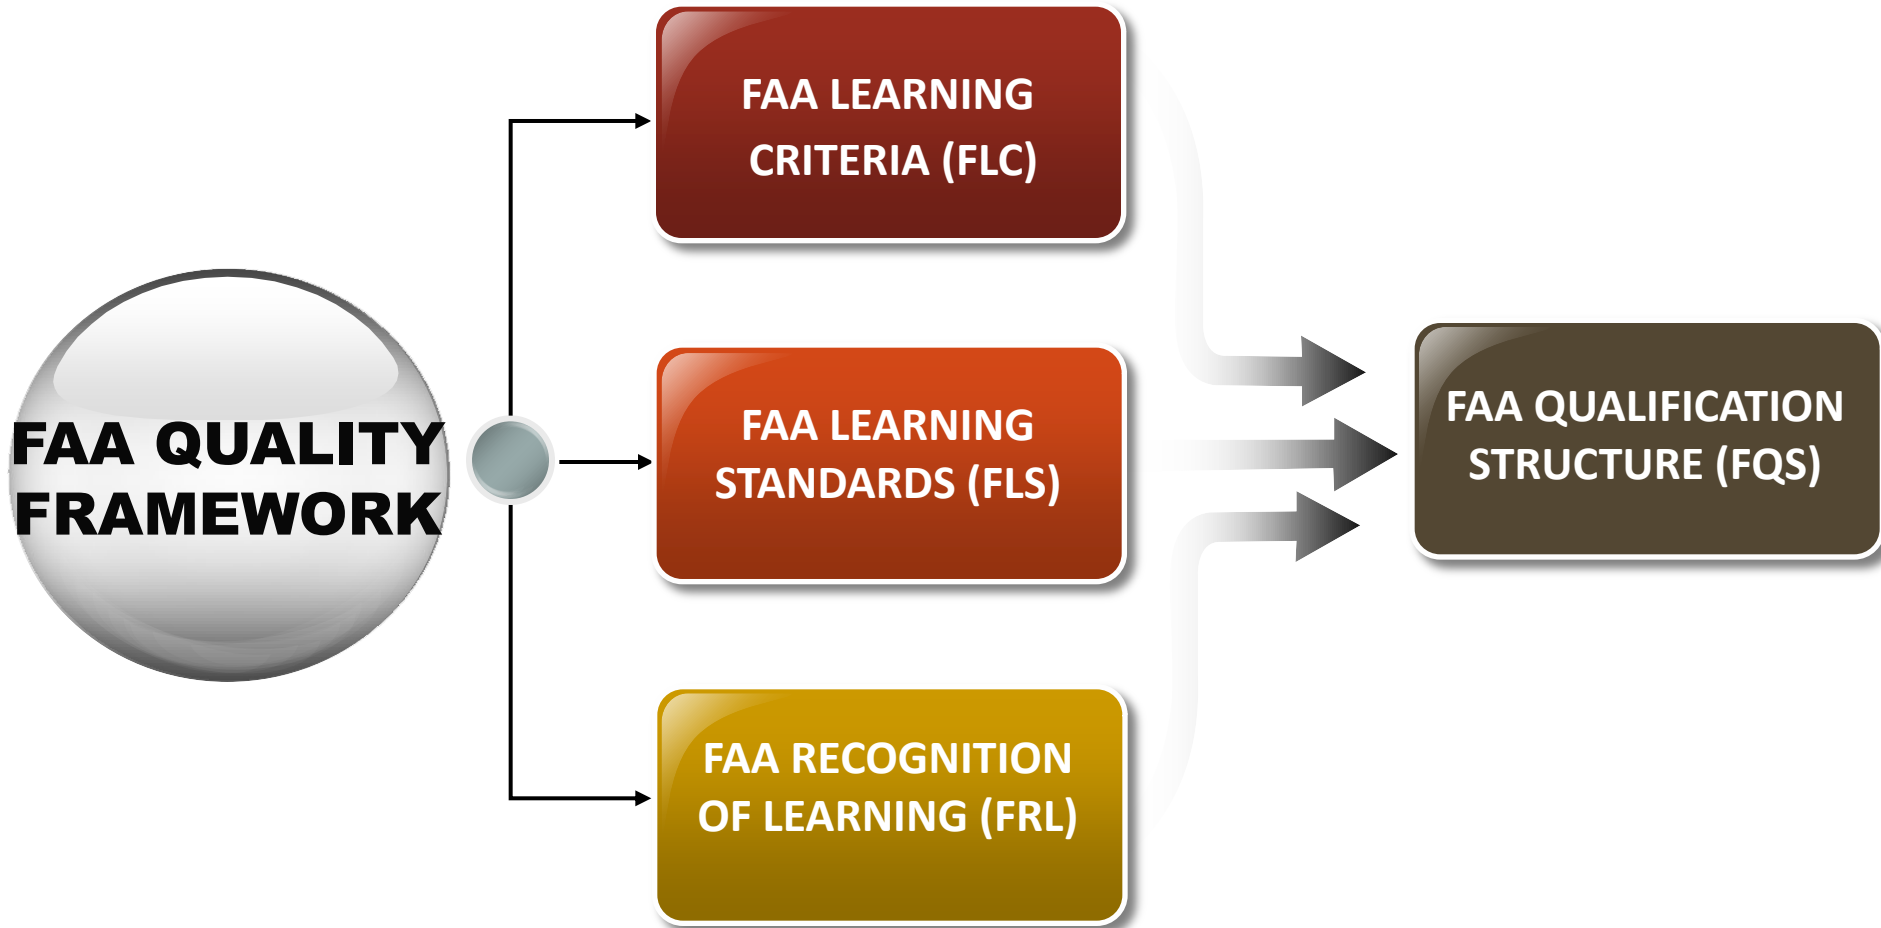 FAA QUALITY
FRAMEWORK
FAA LEARNING
CRITERIA (FLC)
FAA LEARNING
STANDARDS (FLS)
FAA RECOGNITION
OF LEARNING (FRL)
FAA QUALIFICATION
STRUCTURE (FQS)